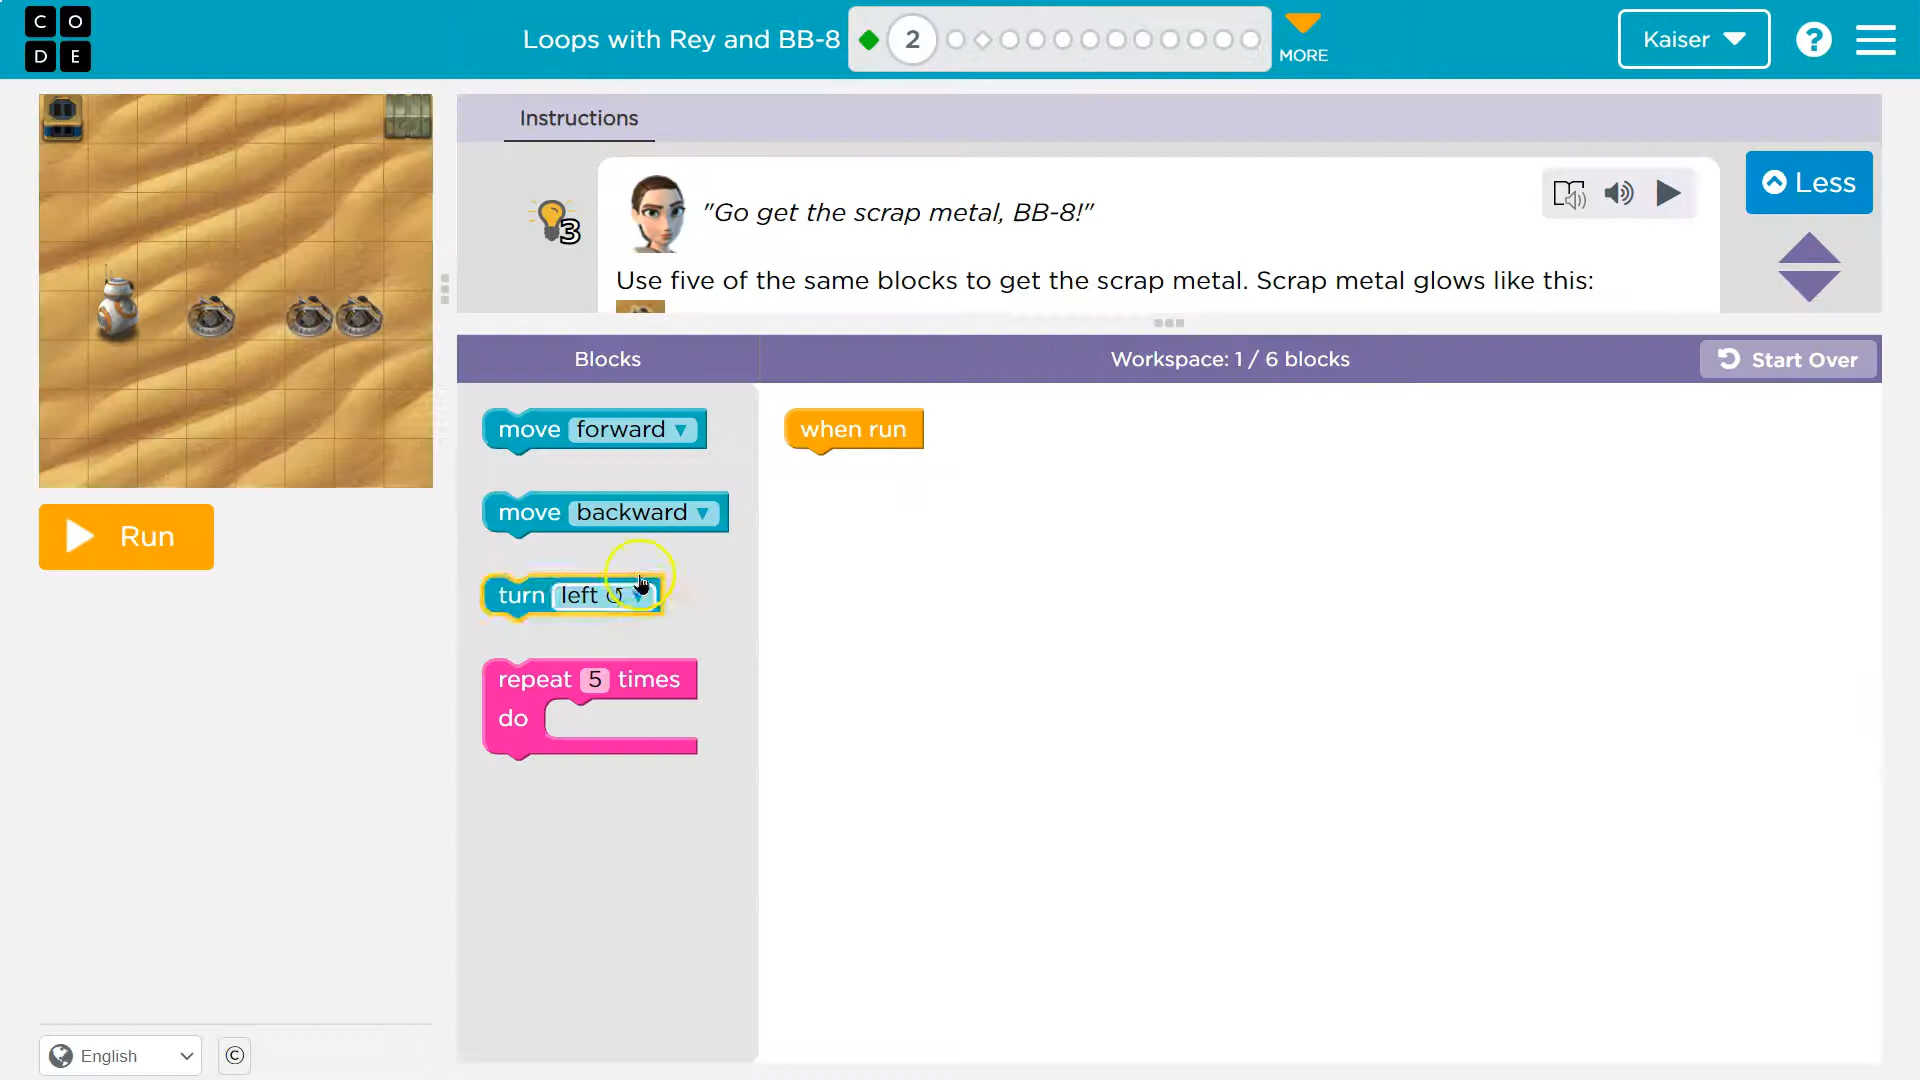 C O
D E
Loops with Rey and BB-8
2
MORE
Kaiser
?
Instructions
3
"Go get the scrap metal, BB-8!"
Less
Use five of the same blocks to get the scrap metal. Scrap metal glows like this:
Blocks
Workspace: 1 / 6 blocks
Start Over
move forward
when run
move backward
Run
turn left ↺
repeat 5 times
do
English
©